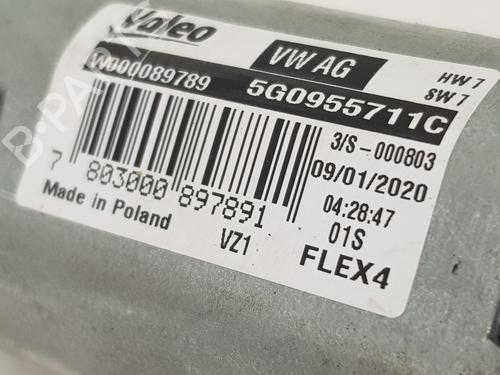 Valeo
VW AG
HW 7
SW 7
W000089789
5G0955711C
3/S-000803
09/01/2020
04:28:47
01S
7 803000 897891
Made in Poland
VZ1
FLEX4
B-PARTS